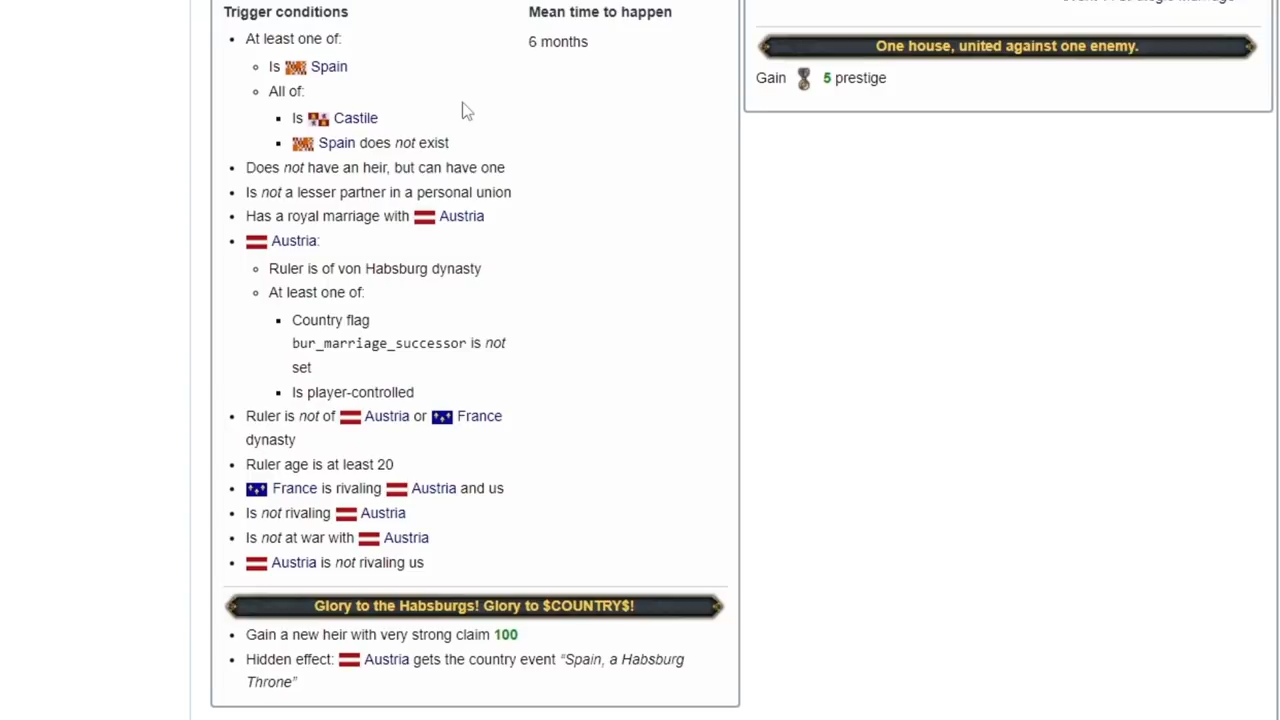 Trigger conditions
Mean time to happen
At least one of:
6 months
Is Spain
All of:
Is Castile
Spain does not exist
Does not have an heir, but can have one
Is not a lesser partner in a personal union
Has a royal marriage with Austria
Austria:
Ruler is of von Habsburg dynasty
At least one of:
Country flag
bur_marriage_successor is not
set
Is player-controlled
Ruler is not of Austria or France
dynasty
Ruler age is at least 20
France is rivaling Austria and us
Is not rivaling Austria
Is not at war with Austria
Austria is not rivaling us
Glory to the Habsburgs! Glory to $COUNTRY$!
Gain a new heir with very strong claim 100
Hidden effect: Austria gets the country event “Spain, a Habsburg
Throne”
One house, united against one enemy.
Gain 5 prestige